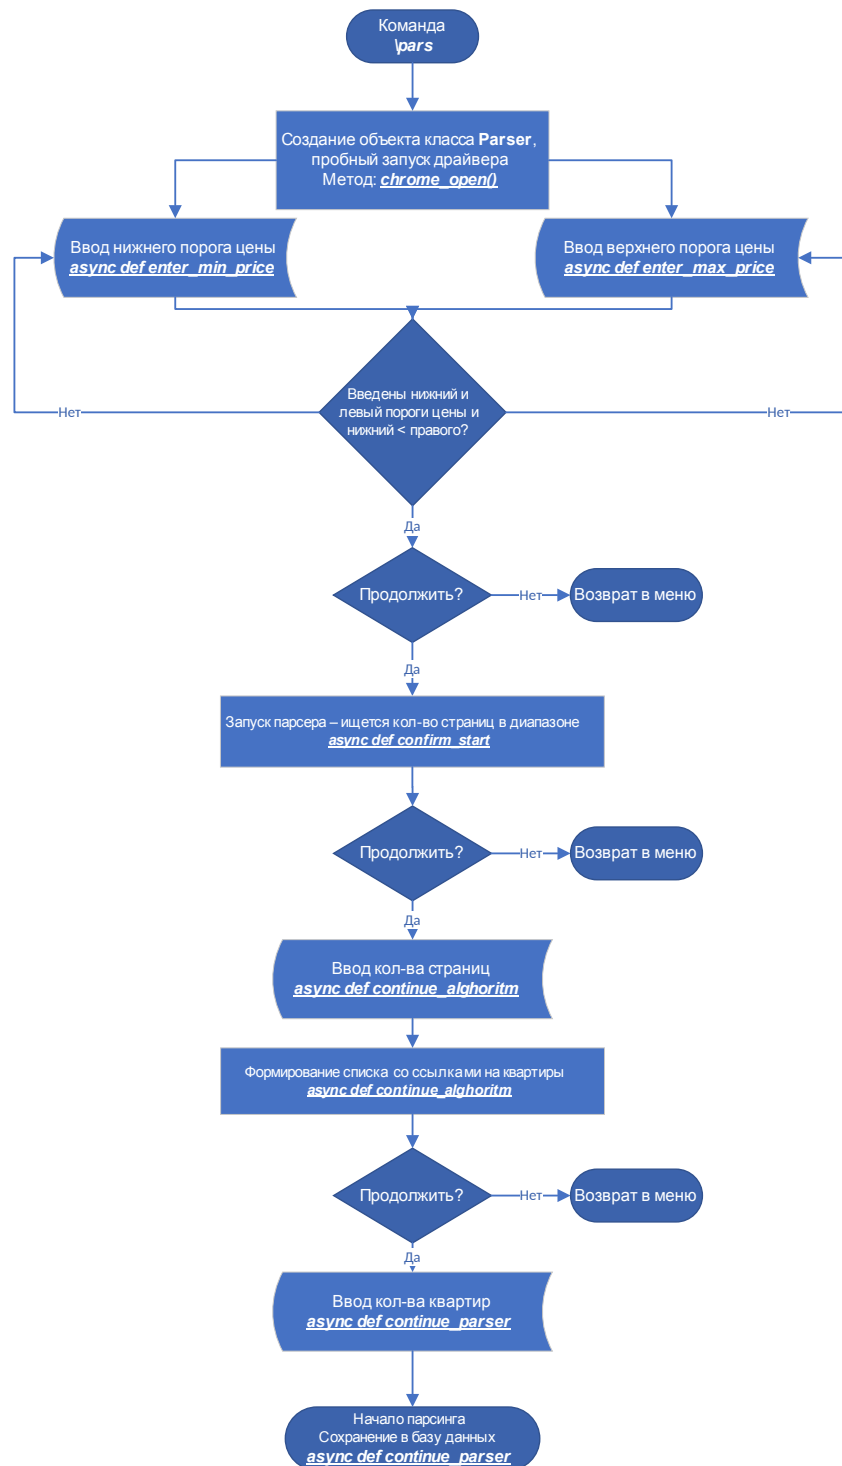 Команда
\pars
Создание объекта класса Parser,
пробный запуск драйвера
Метод: chrome_open()
Ввод нижнего порога цены
async def enter_min_price
Ввод верхнего порога цены
async def enter_max_price
Введены нижний и
левый пороги цены и
нижний < правого?
Нет
Нет
Да
Продолжить?
Нет
Возврат в меню
Да
Запуск парсера – ищется кол-во страниц в диапазоне
async def confirm_start
Продолжить?
Нет
Возврат в меню
Да
Ввод кол-ва страниц
async def continue_alghoritm
Формирование списка со ссылками на квартиры
async def continue_alghoritm
Продолжить?
Нет
Возврат в меню
Да
Ввод кол-ва квартир
async def continue_parser
Начало парсинга
Сохранение в базу данных
async def continue_parser